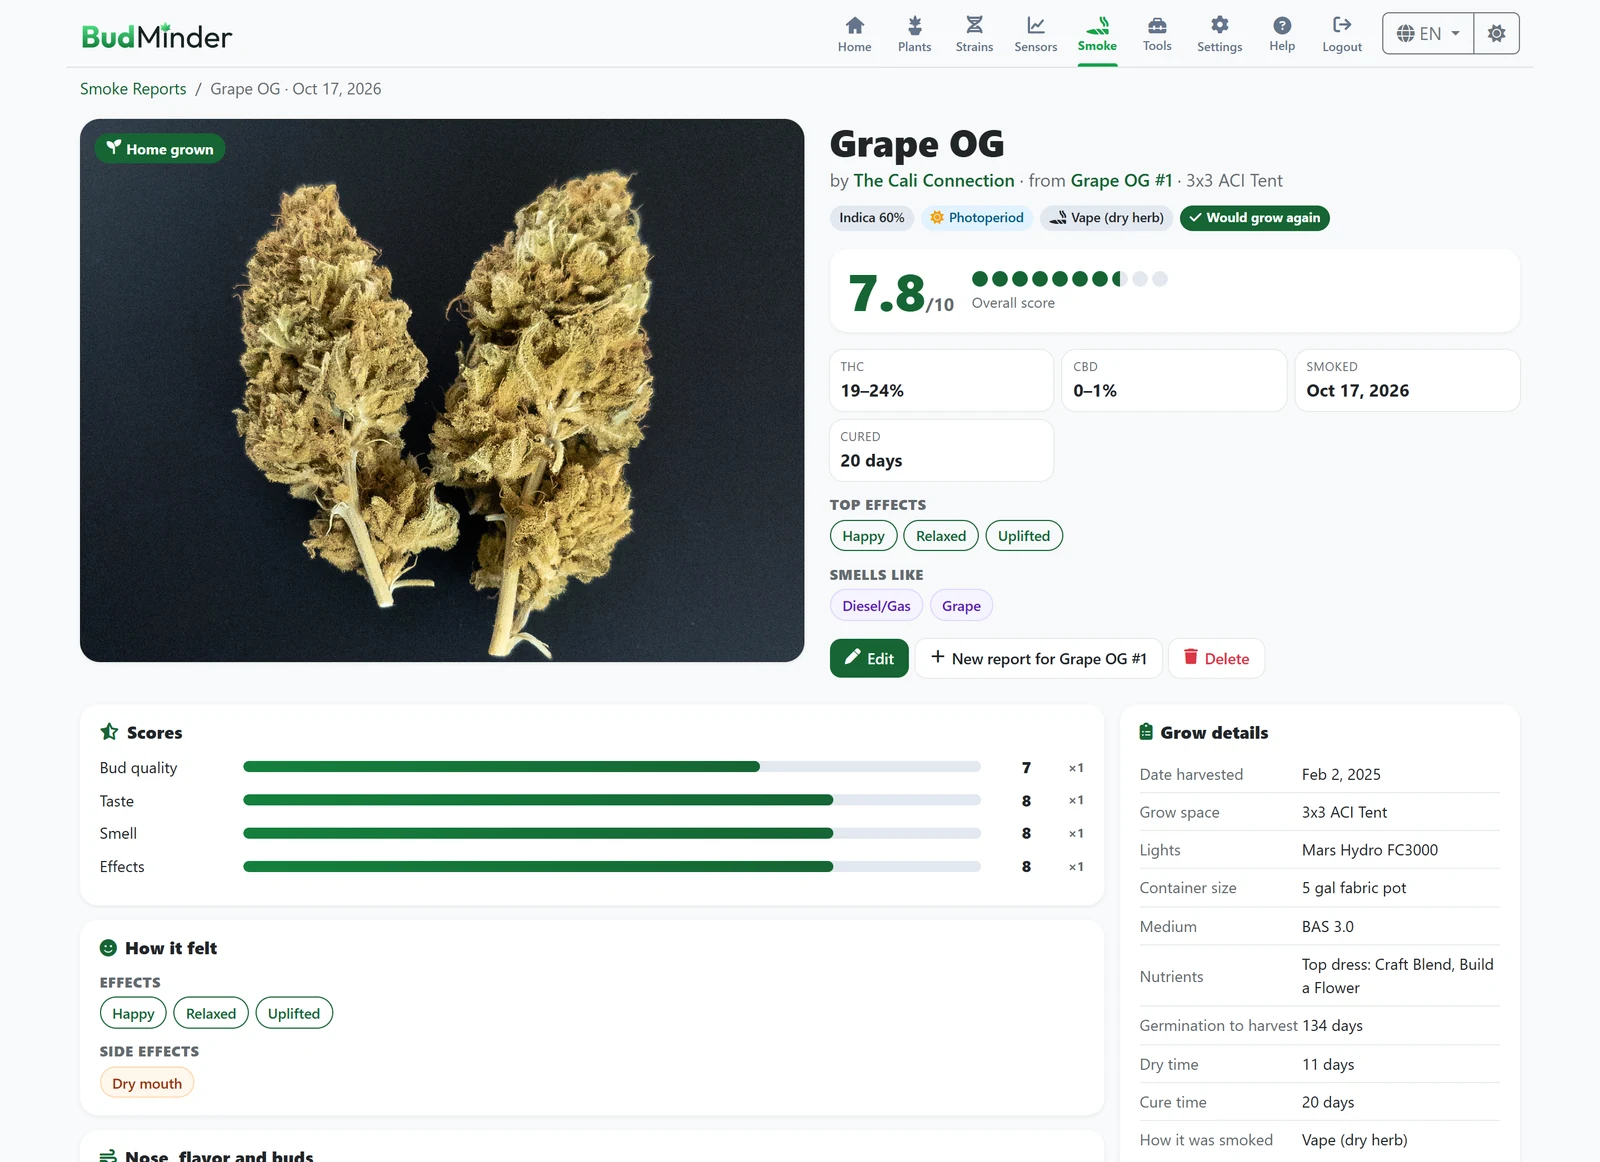 BudMinder
Home
Plants
Strains
Sensors
Smoke
Tools
Settings
Help
Logout
EN
Smoke Reports / Grape OG · Oct 17, 2026
Home grown
Grape OG
by The Cali Connection · from Grape OG #1 · 3x3 ACI Tent
Indica 60%
Photoperiod
Vape (dry herb)
Would grow again
7.8/10
Overall score
THC
19–24%
CBD
0–1%
SMOKED
Oct 17, 2026
CURED
20 days
TOP EFFECTS
Happy
Relaxed
Uplifted
SMELLS LIKE
Diesel/Gas
Grape
Edit
New report for Grape OG #1
Delete
Scores
Bud quality 7 ×1
Taste 8 ×1
Smell 8 ×1
Effects 8 ×1
How it felt
EFFECTS
Happy
Relaxed
Uplifted
SIDE EFFECTS
Dry mouth
Nose, flavor and buds
Grow details
Date harvested Feb 2, 2025
Grow space 3x3 ACI Tent
Lights Mars Hydro FC3000
Container size 5 gal fabric pot
Medium BAS 3.0
Nutrients Top dress: Craft Blend, Build
a Flower
Germination to harvest 134 days
Dry time 11 days
Cure time 20 days
How it was smoked Vape (dry herb)